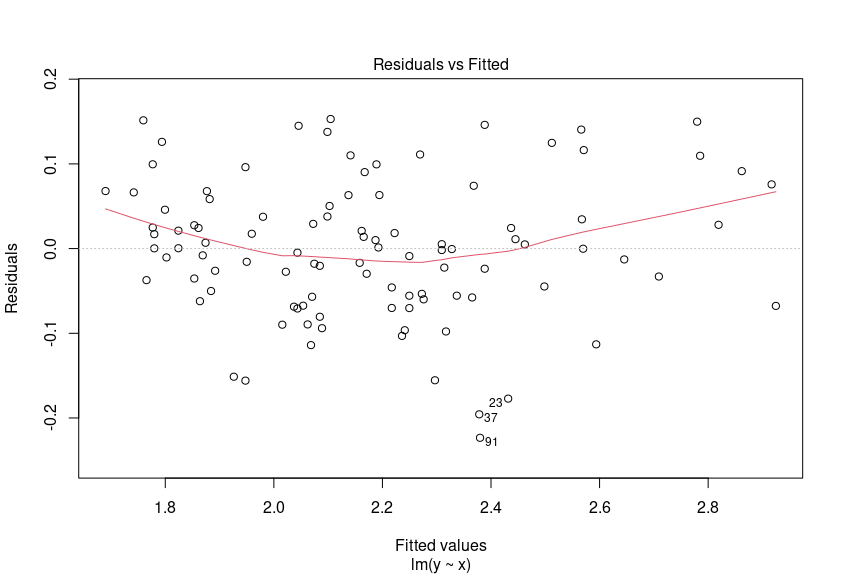 Residuals vs Fitted
0.2
0.1
0.0
-0.1
-0.2
Residuals
23
37
91
1.8 2.0 2.2 2.4 2.6 2.8
Fitted values
lm(y ~ x)